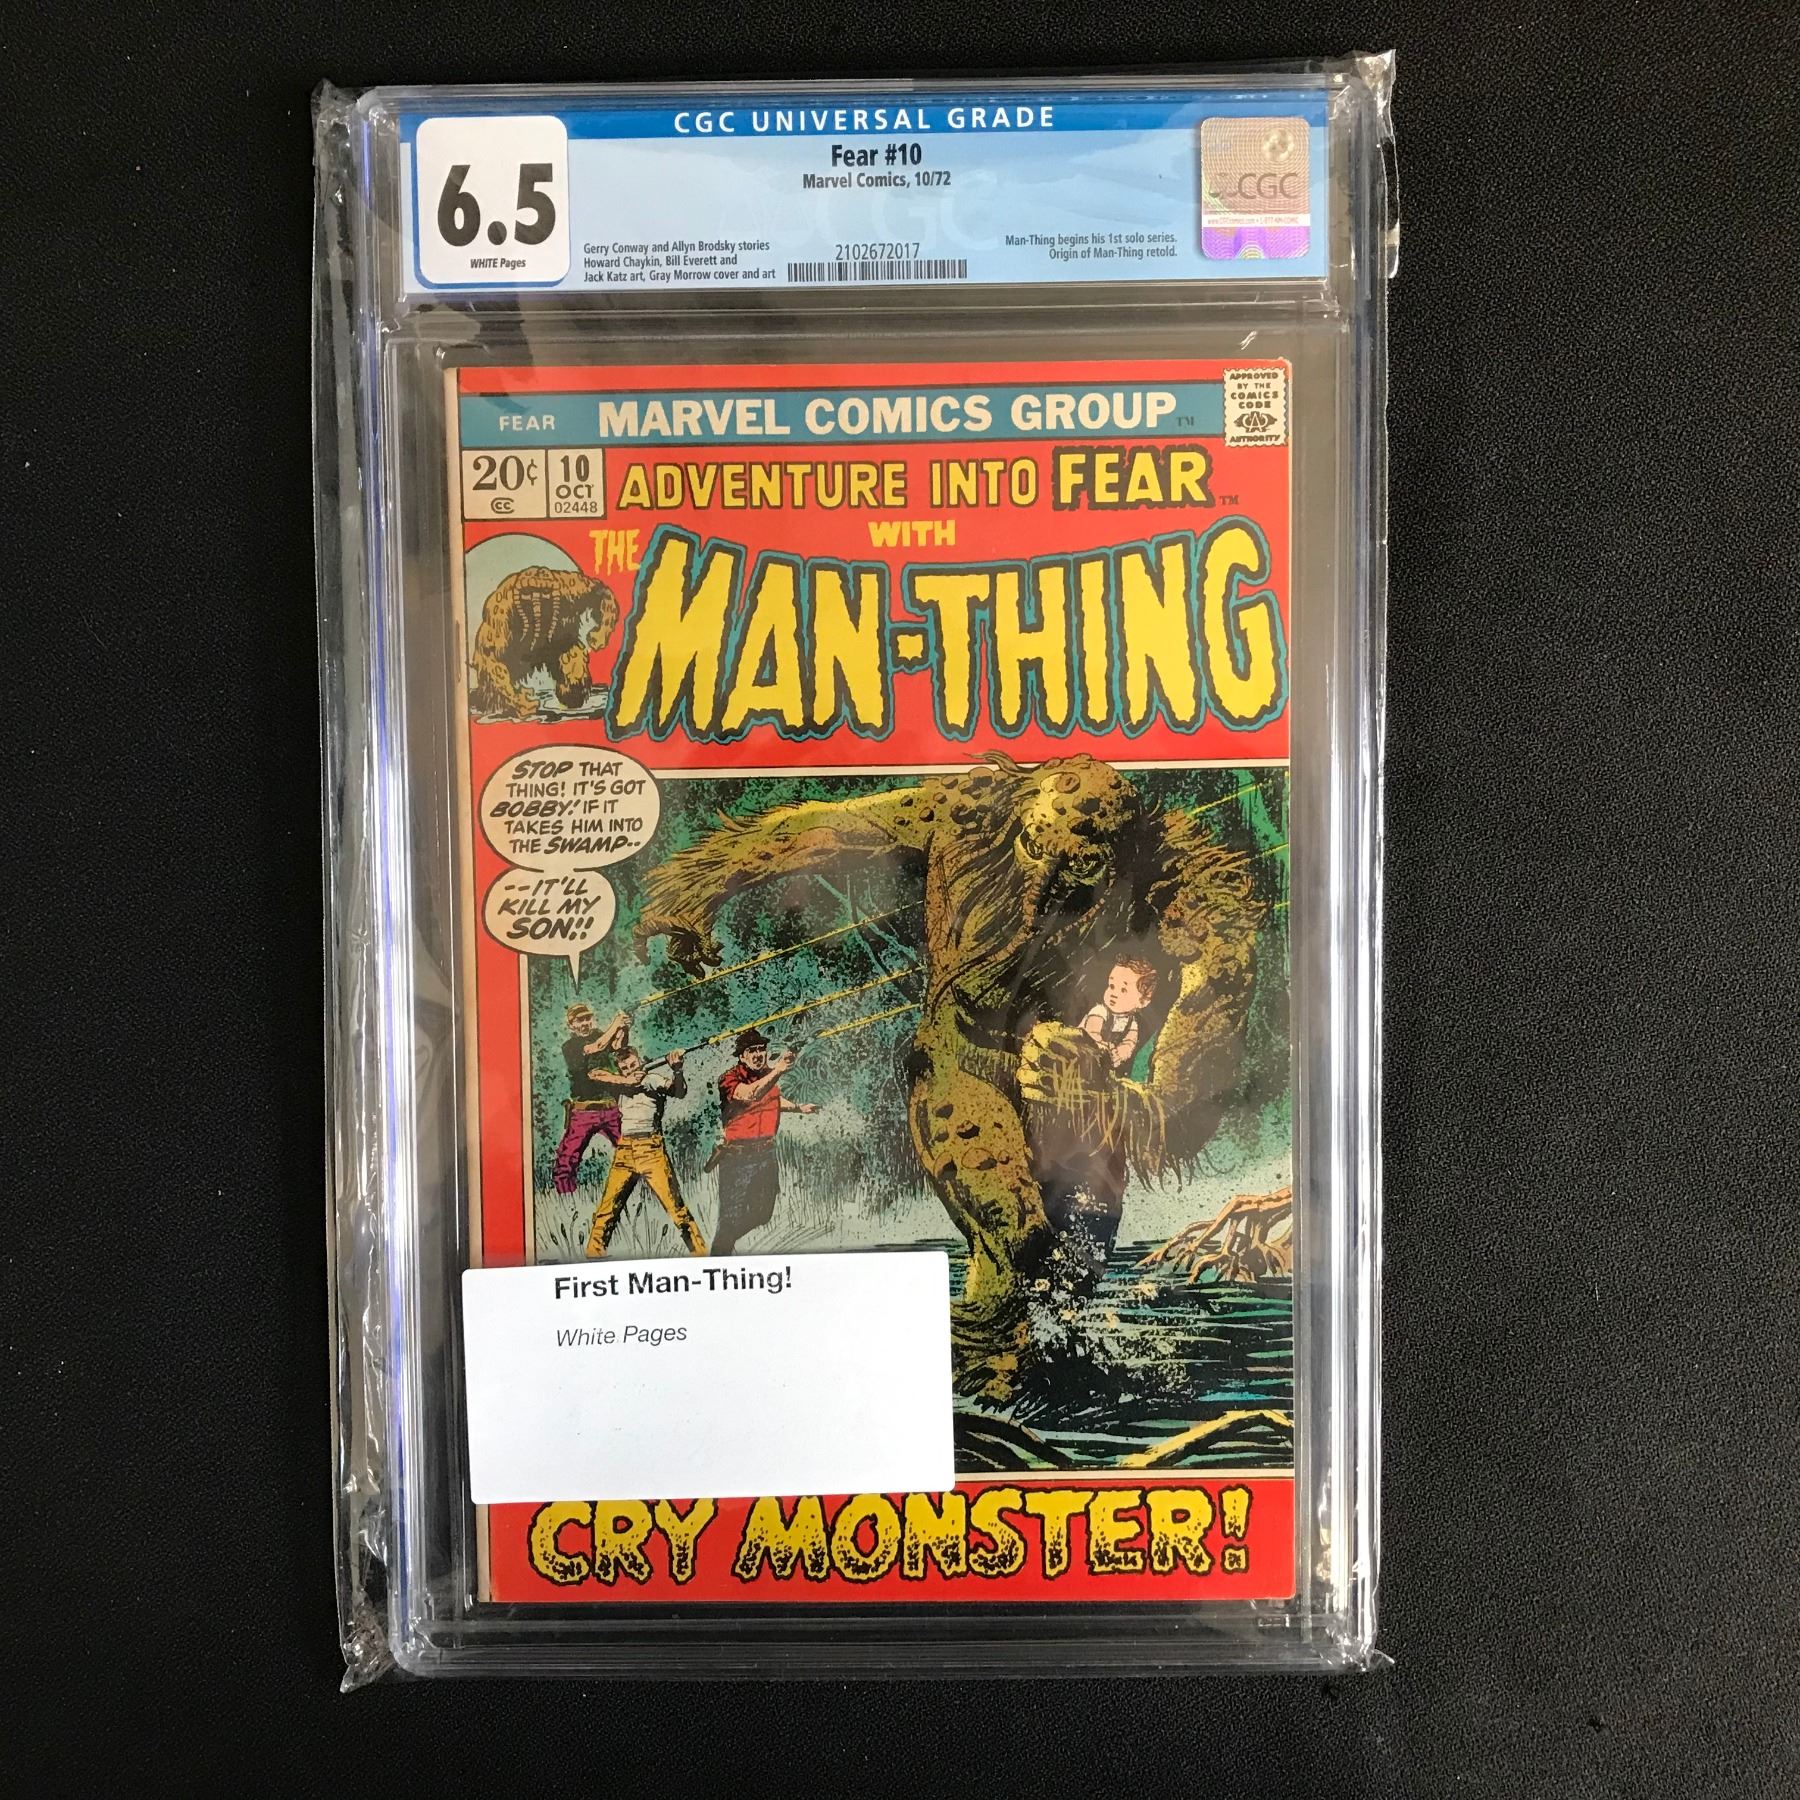 CGC UNIVERSAL GRADE
6.5
WHITE Pages
Fear #10
Marvel Comics, 10/72
Gerry Conway and Allyn Brodsky stories
Howard Chaykin, Bill Everett and
Jack Katz art, Gray Morrow cover and art
2102672017
Man-Thing begins his 1st solo series.
Origin of Man-Thing retold.
CGC
FEAR
MARVEL COMICS GROUP™
APPROVED
BY THE
COMICS
CODE
AUTHORITY
20¢
CC
10
OCT
02448
ADVENTURE INTO FEAR™
WITH
THE
MAN-THING
STOP THAT
THING! IT'S GOT
BOBBY! IF IT
TAKES HIM INTO
THE SWAMP--
--IT'LL
KILL MY
SON!!
First Man-Thing!
White Pages
CRY MONSTER!